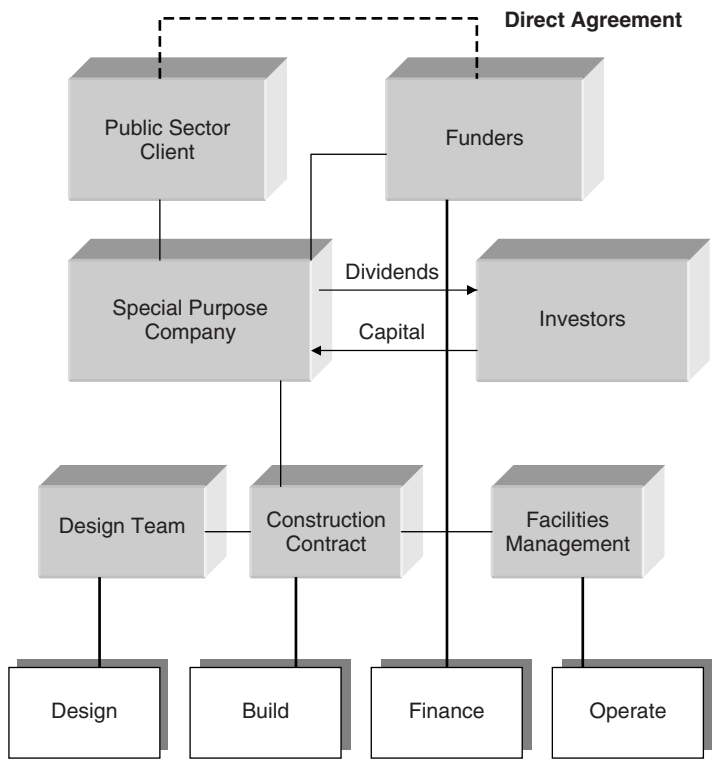 Direct Agreement
Public Sector
Client
Funders
Special Purpose
Company
Dividends
Capital
Investors
Design Team
Construction
Contract
Facilities
Management
Design
Build
Finance
Operate